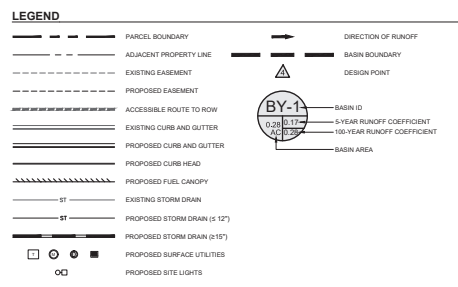 LEGEND
PARCEL BOUNDARY
ADJACENT PROPERTY LINE
EXISTING EASEMENT
PROPOSED EASEMENT
ACCESSIBLE ROUTE TO ROW
EXISTING CURB AND GUTTER
PROPOSED CURB AND GUTTER
PROPOSED CURB HEAD
PROPOSED FUEL CANOPY
ST
EXISTING STORM DRAIN
ST
PROPOSED STORM DRAIN (≤ 12")
PROPOSED STORM DRAIN (≥15")
PROPOSED SURFACE UTILITIES
PROPOSED SITE LIGHTS
DIRECTION OF RUNOFF
BASIN BOUNDARY
4
DESIGN POINT
BY-1
BASIN ID
0.28
AC
0.17
5-YEAR RUNOFF COEFFICIENT
0.28
100-YEAR RUNOFF COEFFICIENT
BASIN AREA